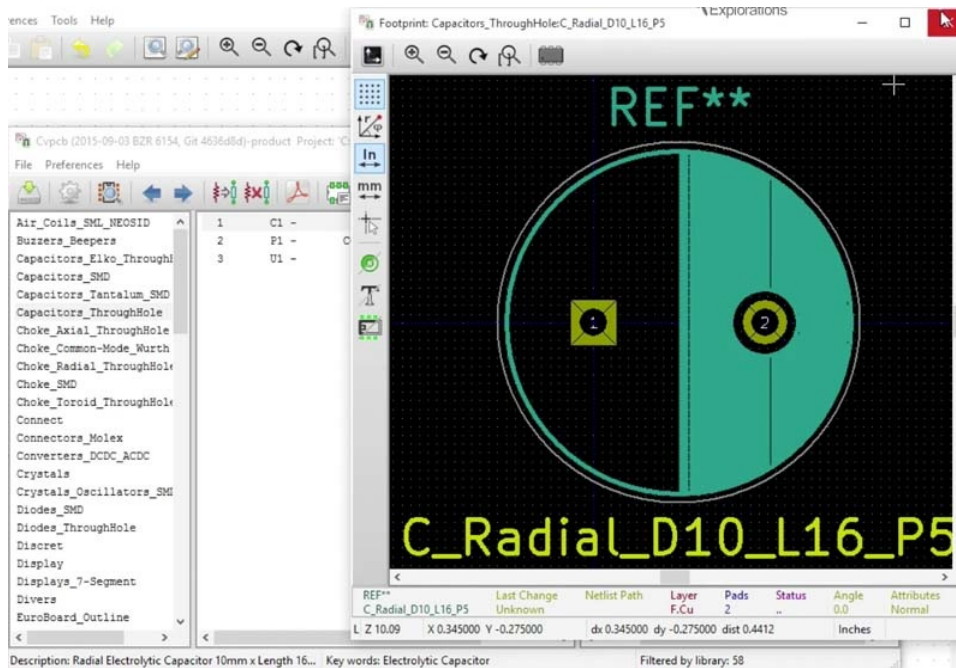 Explorations
rences Tools Help
Footprint: Capacitors_ThroughHole:C_Radial_D10_L16_P5
In
mm
REF**
1
2
C_Radial_D10_L16_P5
REF**
C_Radial_D10_L16_P5
Last Change
Unknown
Netlist Path
Layer
F.Cu
Pads
2
Status
..
Angle
0.0
Attributes
Normal
L Z 10.09 X 0.345000 Y -0.275000 dx 0.345000 dy -0.275000 dist 0.4412 Inches
Cvpcb (2015-09-03 BZR 6154, Git 4636d8d)-product Project: 'C
File Preferences Help
Air_Coils_SML_NEOSID
Buzzers_Beepers
Capacitors_Elko_Through
Capacitors_SMD
Capacitors_Tantalum_SMD
Capacitors_ThroughHole
Choke_Axial_ThroughHole
Choke_Common-Mode_Wurth
Choke_Radial_ThroughHole
Choke_SMD
Choke_Toroid_ThroughHole
Connect
Connectors_Molex
Converters_DCDC_ACDC
Crystals
Crystals_Oscillators_SMD
Diodes_SMD
Diodes_ThroughHole
Discret
Display
Displays_7-Segment
Divers
EuroBoard_Outline
1 C1 -
2 P1 - C
3 U1 -
Description: Radial Electrolytic Capacitor 10mm x Length 16... Key words: Electrolytic Capacitor Filtered by library: 58